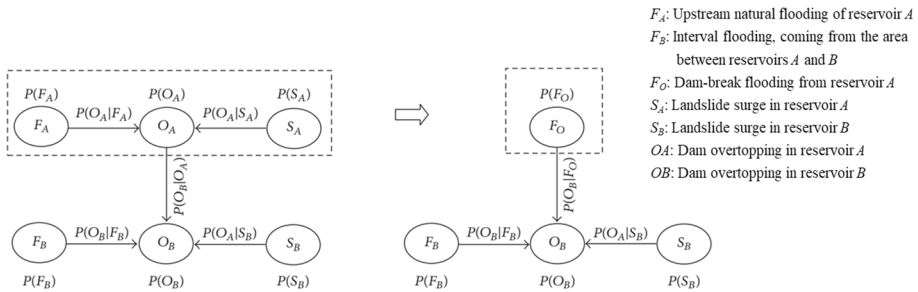 F_A: Upstream natural flooding of reservoir A
F_B: Interval flooding, coming from the area
between reservoirs A and B
F_O: Dam-break flooding from reservoir A
S_A: Landslide surge in reservoir A
S_B: Landslide surge in reservoir B
OA: Dam overtopping in reservoir A
OB: Dam overtopping in reservoir B
P(F_A) P(O_A) P(S_A)
P(O_A|F_A) P(O_A|S_A)
F_A O_A S_A
P(O_B|O_A)
P(O_B|F_B) P(O_A|S_B)
F_B O_B S_B
P(F_B) P(O_B) P(S_B)
P(F_O)
F_O
P(O_B|F_O)
P(O_B|F_B) P(O_A|S_B)
F_B O_B S_B
P(F_B) P(O_B) P(S_B)